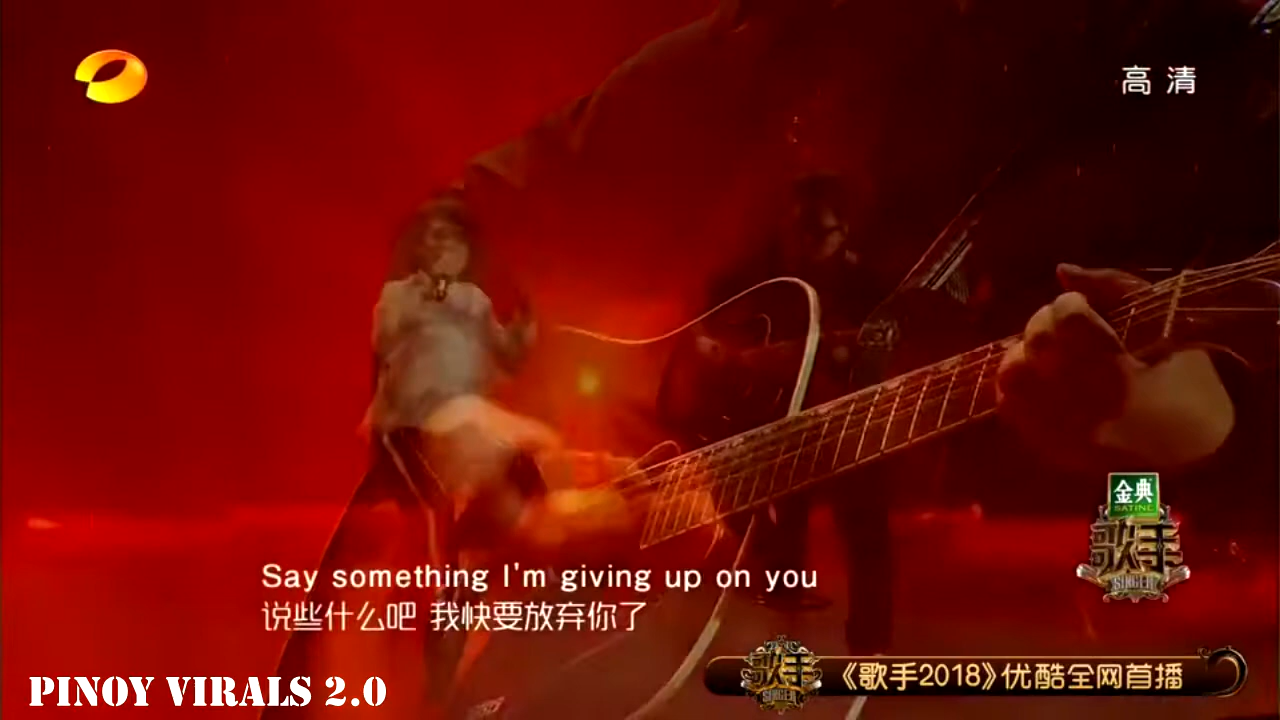 高清
金典
SATINE
歌手
SINGER
Say something I'm giving up on you
说些什么吧 我快要放弃你了
歌手
SINGER
《歌手2018》优酷全网首播
PINOY VIRALS 2.0